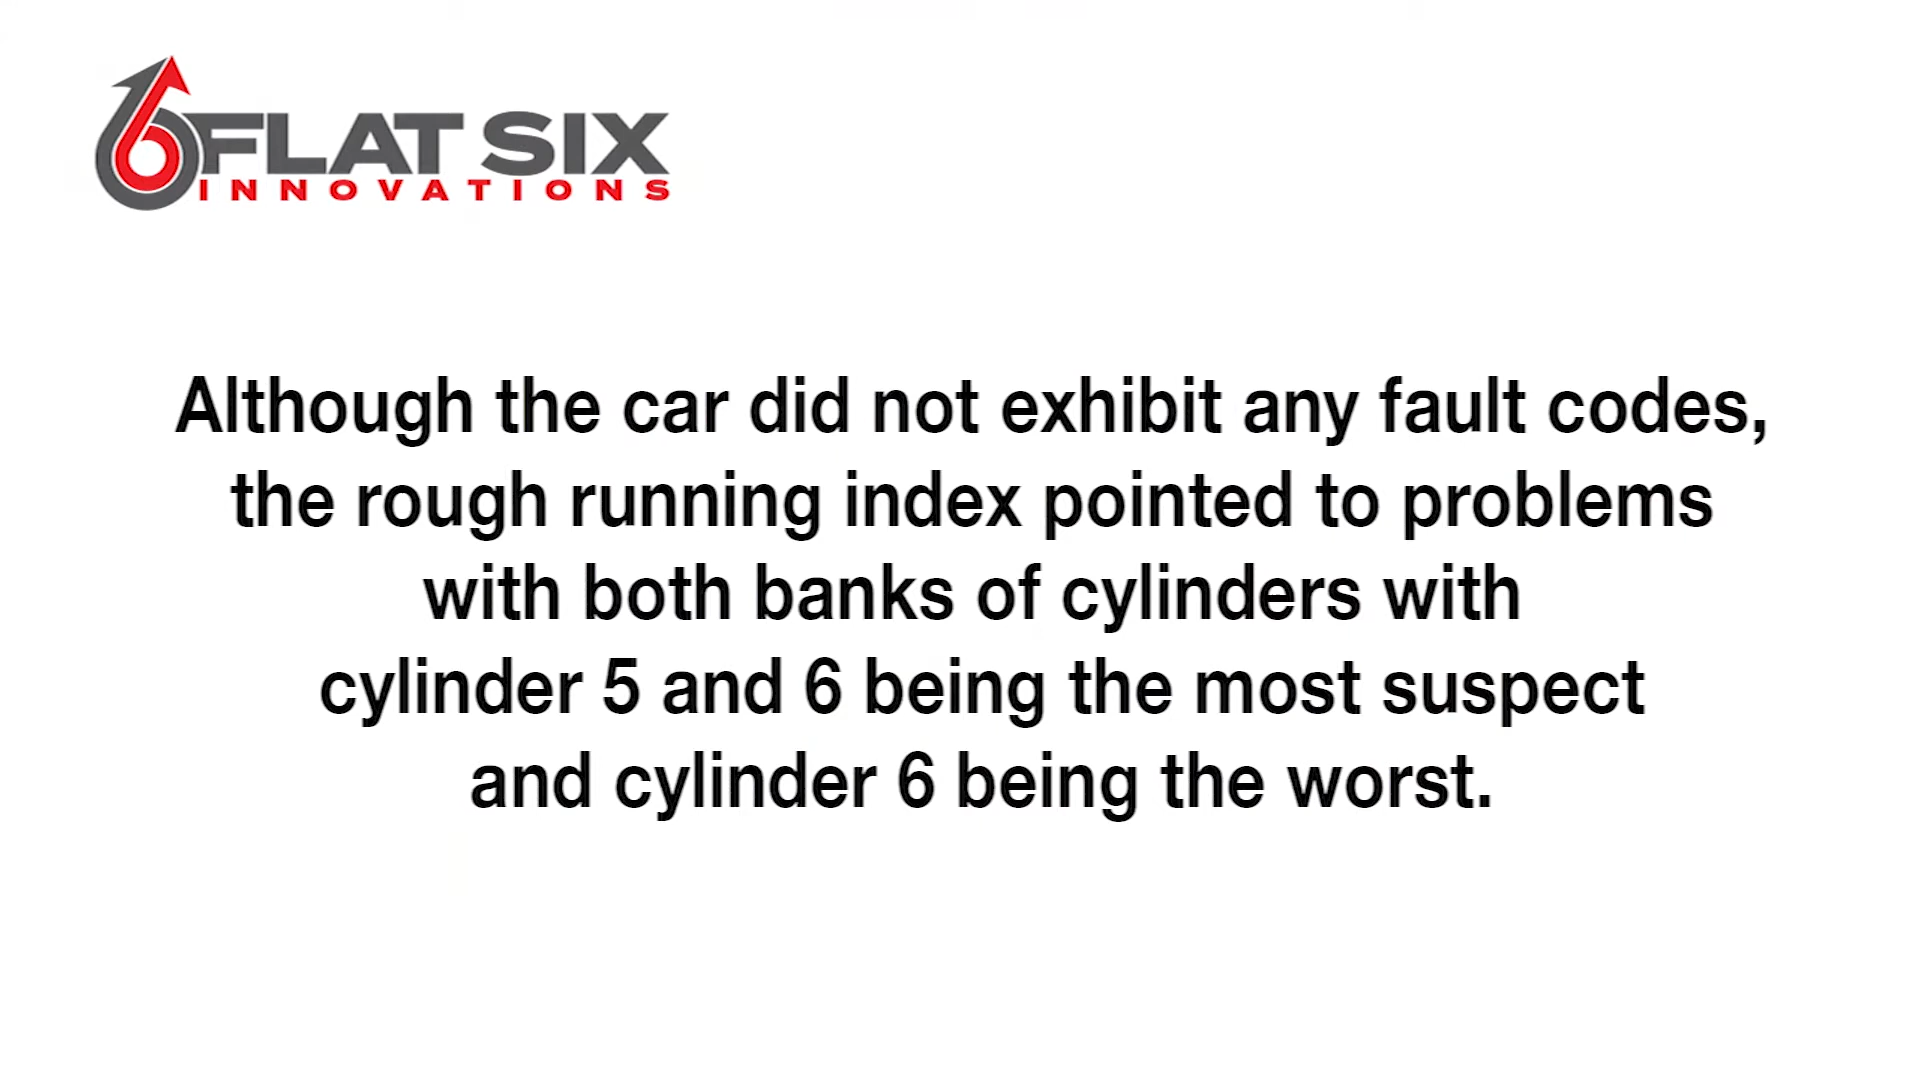 FLAT SIX
INNOVATIONS
Although the car did not exhibit any fault codes,
the rough running index pointed to problems
with both banks of cylinders with
cylinder 5 and 6 being the most suspect
and cylinder 6 being the worst.